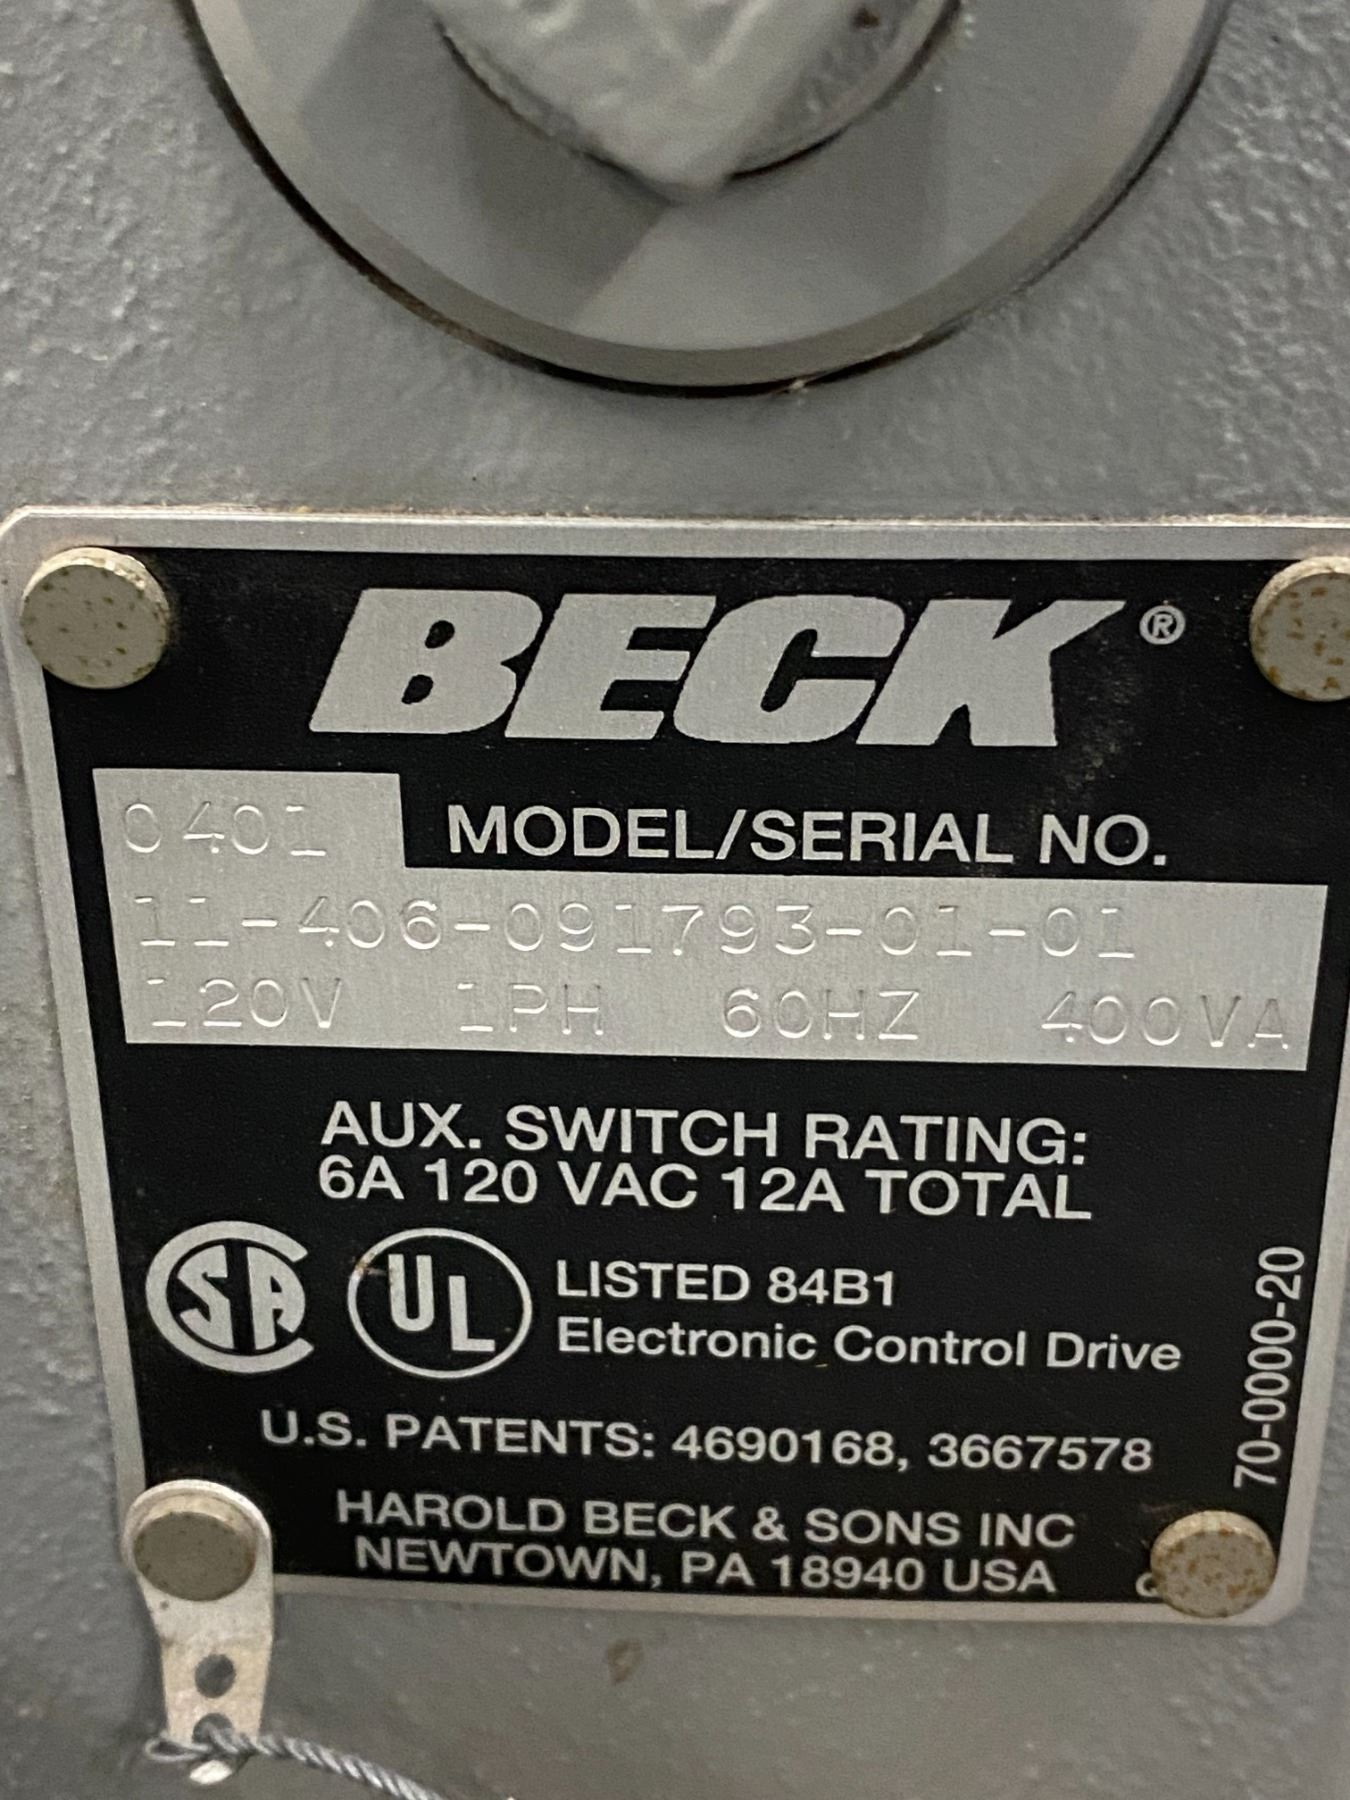 BECK®
0401 MODEL/SERIAL NO.
11-406-091793-01-01
120V 1PH 60HZ 400VA
AUX. SWITCH RATING:
6A 120 VAC 12A TOTAL
SA UL LISTED 84B1
Electronic Control Drive
U.S. PATENTS: 4690168, 3667578
HAROLD BECK & SONS INC
NEWTOWN, PA 18940 USA
70-0000-20